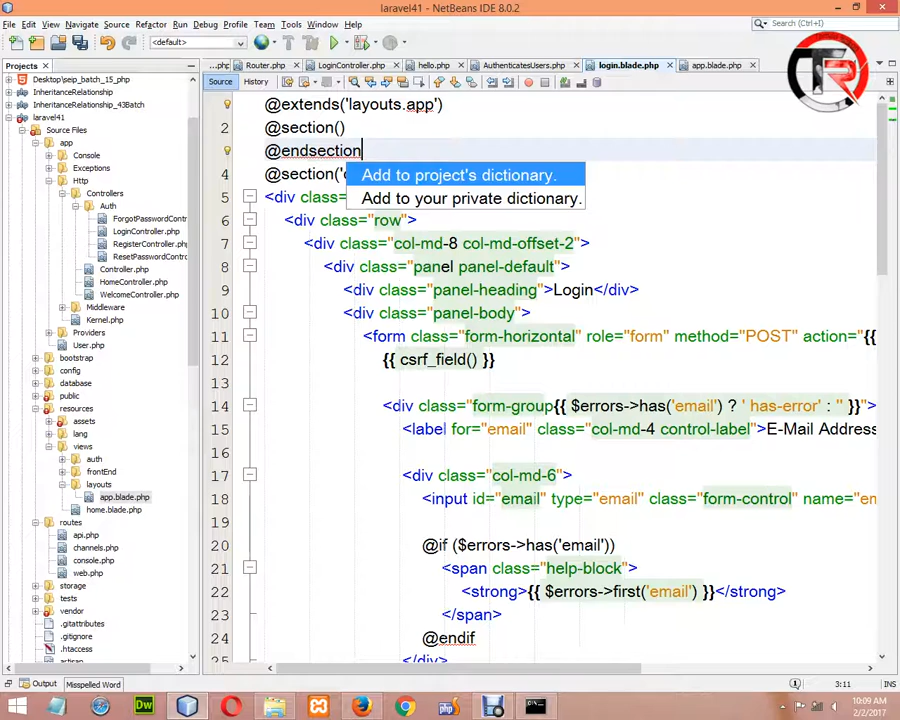 laravel41 - NetBeans IDE 8.0.2
File Edit View Navigate Source Refactor Run Debug Profile Team Tools Window Help
Search (Ctrl+I)
<default>
Projects
...php Router.php LoginController.php hello.php AuthenticatesUsers.php login.blade.php app.blade.php
Source History
Desktop/seip_batch_15_php
InheritanceRelationship
InheritanceRelationship_43Batch
laravel41
Source Files
app
Console
Exceptions
Http
Controllers
Auth
ForgotPasswordContr
LoginController.php
RegisterController.ph
ResetPasswordContr
Controller.php
HomeController.php
WelcomeController.php
Middleware
Kernel.php
Providers
User.php
bootstrap
config
database
public
resources
assets
lang
views
auth
frontEnd
layouts
app.blade.php
home.blade.php
routes
api.php
channels.php
console.php
web.php
storage
tests
vendor
.gitattributes
.gitignore
.htaccess
artisan
@extends('layouts.app')
2 @section()
@endsection
@section('c
Add to project's dictionary.
Add to your private dictionary.
5 <div class=
6 <div class="row">
7 <div class="col-md-8 col-md-offset-2">
8 <div class="panel panel-default">
9 <div class="panel-heading">Login</div>
10 <div class="panel-body">
11 <form class="form-horizontal" role="form" method="POST" action="{{
12 {{ csrf_field() }}
13
14 <div class="form-group{{ $errors->has('email') ? ' has-error' : '' }}">
15 <label for="email" class="col-md-4 control-label">E-Mail Address
16
17 <div class="col-md-6">
18 <input id="email" type="email" class="form-control" name="em
19
20 @if ($errors->has('email'))
21 <span class="help-block">
22 <strong>{{ $errors->first('email') }}</strong>
23 </span>
24 @endif
25 </div>
Output Misspelled Word
3:11 INS
10:09 AM
2/2/2017